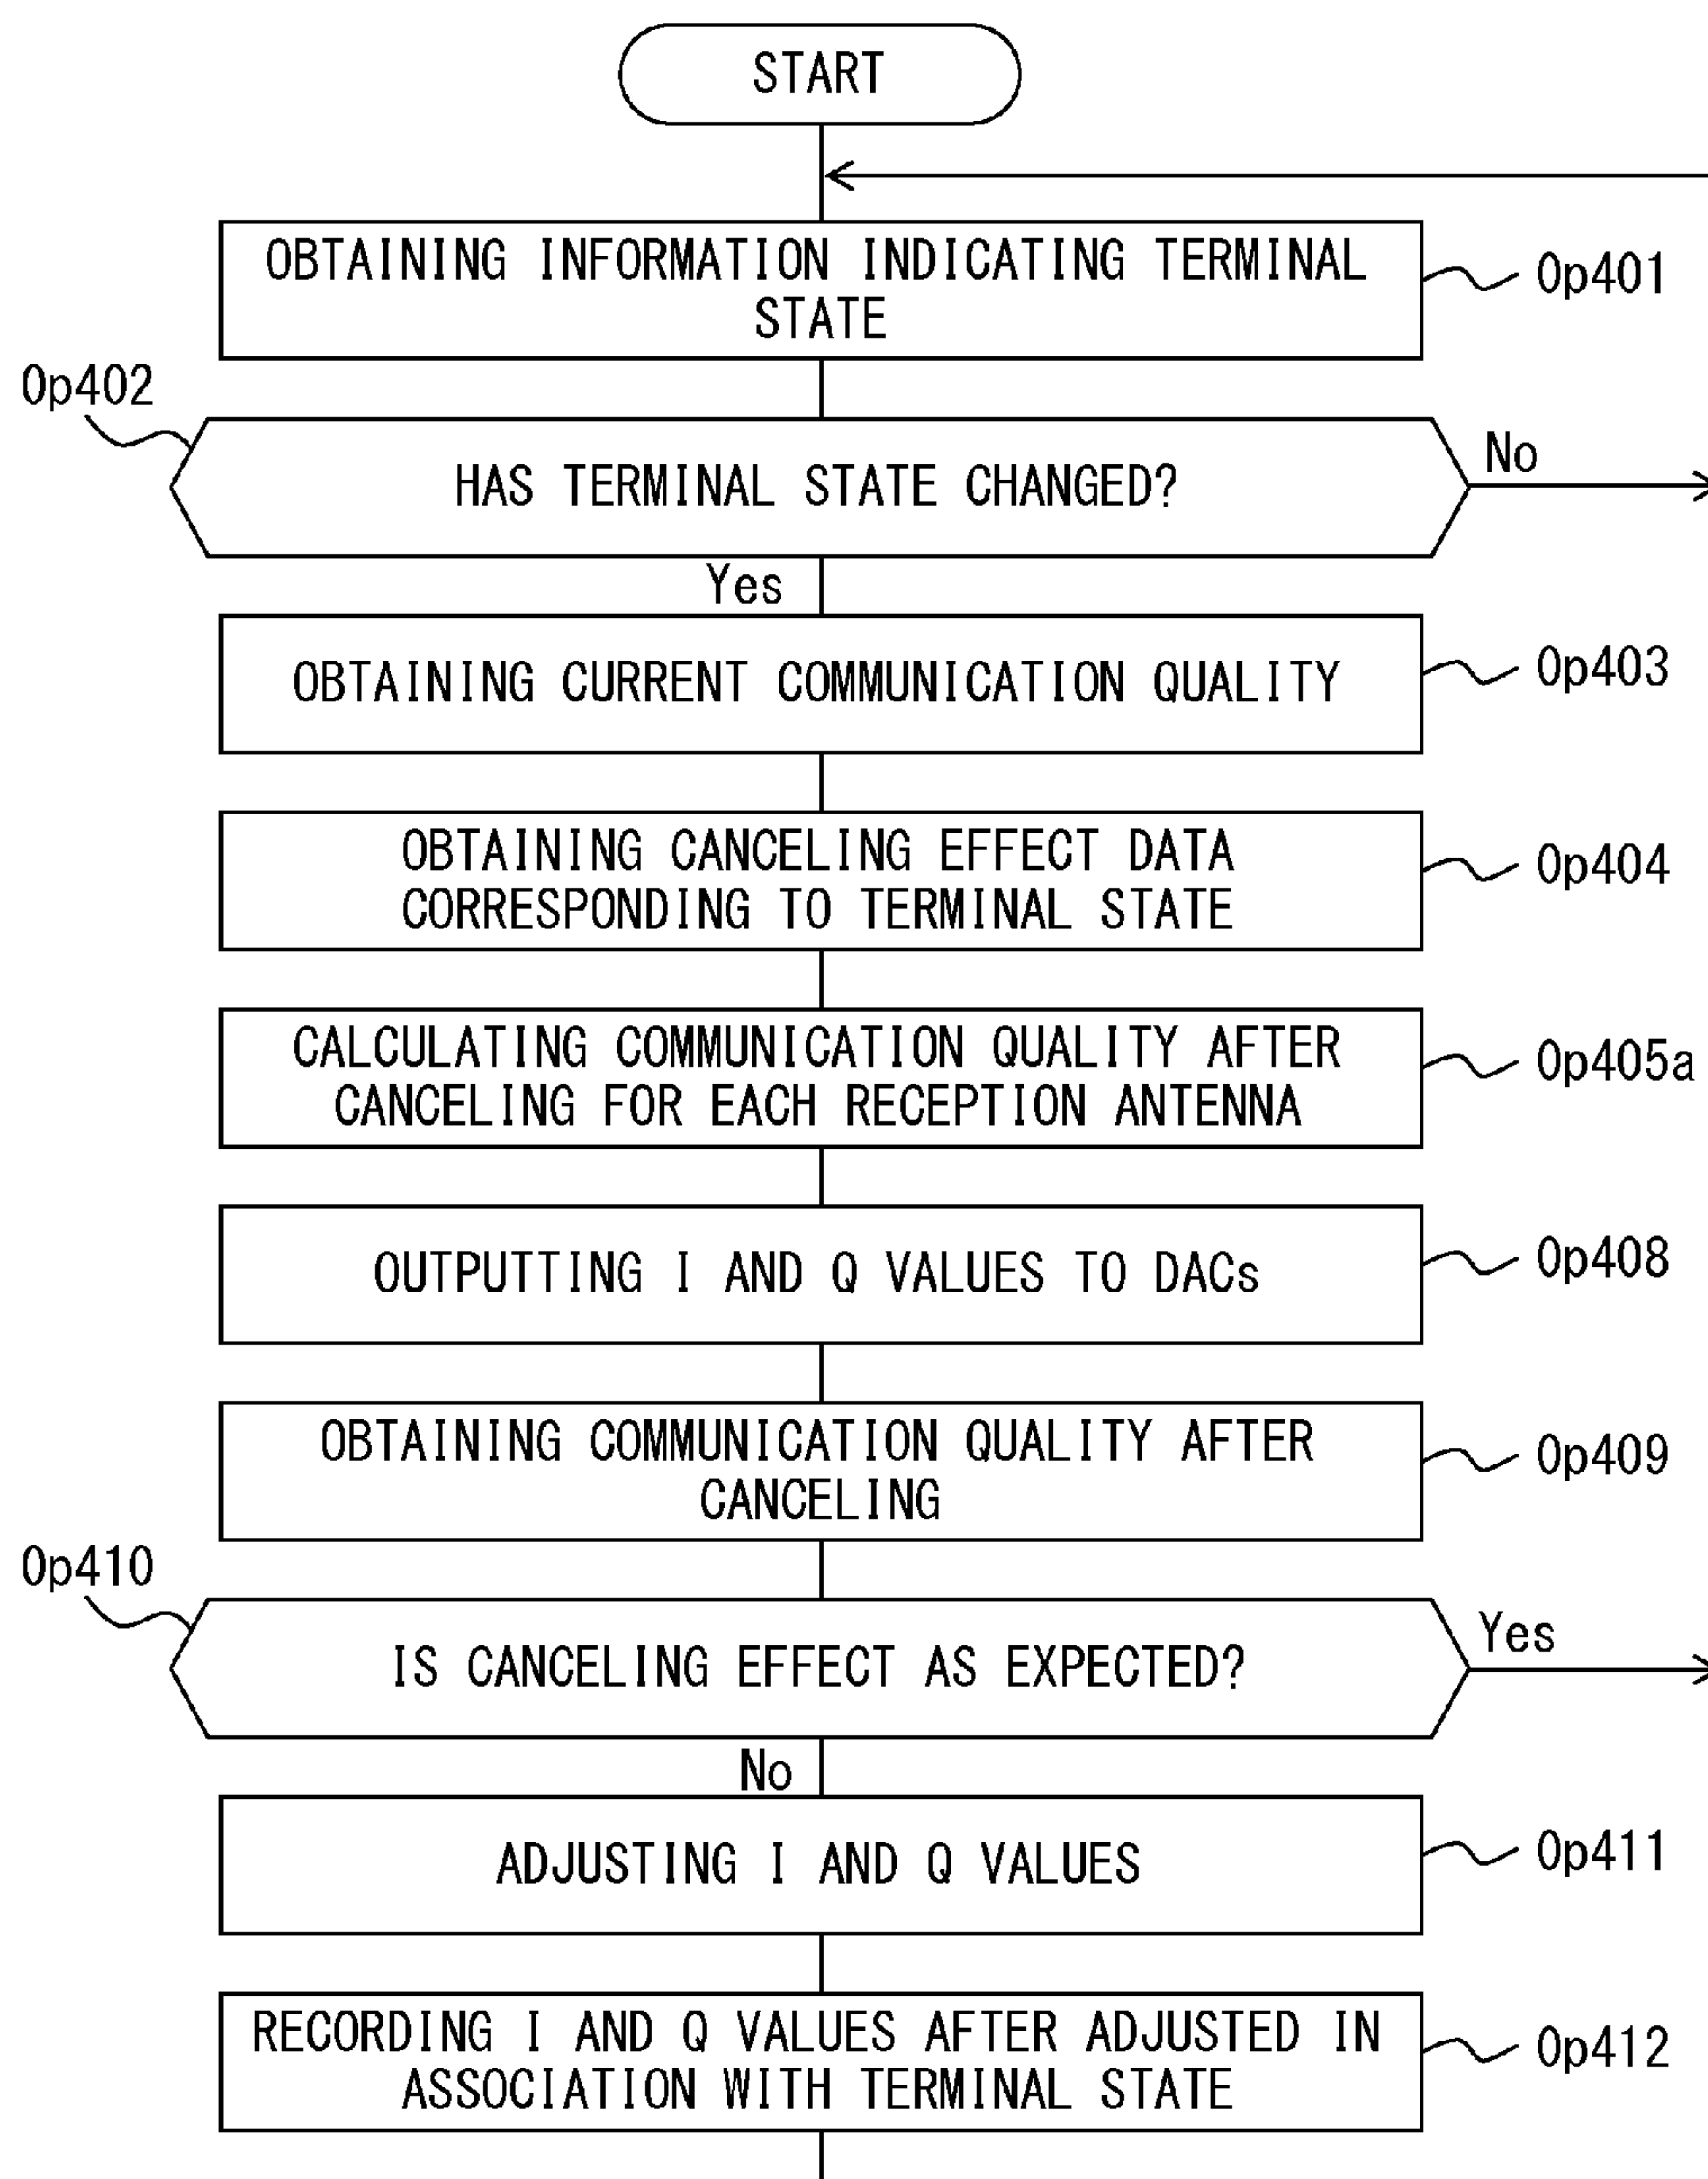 START
OBTAINING INFORMATION INDICATING TERMINAL
STATE
Op401
Op402
HAS TERMINAL STATE CHANGED?
No
Yes
OBTAINING CURRENT COMMUNICATION QUALITY
Op403
OBTAINING CANCELING EFFECT DATA
CORRESPONDING TO TERMINAL STATE
Op404
CALCULATING COMMUNICATION QUALITY AFTER
CANCELING FOR EACH RECEPTION ANTENNA
Op405a
OUTPUTTING I AND Q VALUES TO DACs
Op408
OBTAINING COMMUNICATION QUALITY AFTER
CANCELING
Op409
Op410
IS CANCELING EFFECT AS EXPECTED?
Yes
No
ADJUSTING I AND Q VALUES
Op411
RECORDING I AND Q VALUES AFTER ADJUSTED IN
ASSOCIATION WITH TERMINAL STATE
Op412